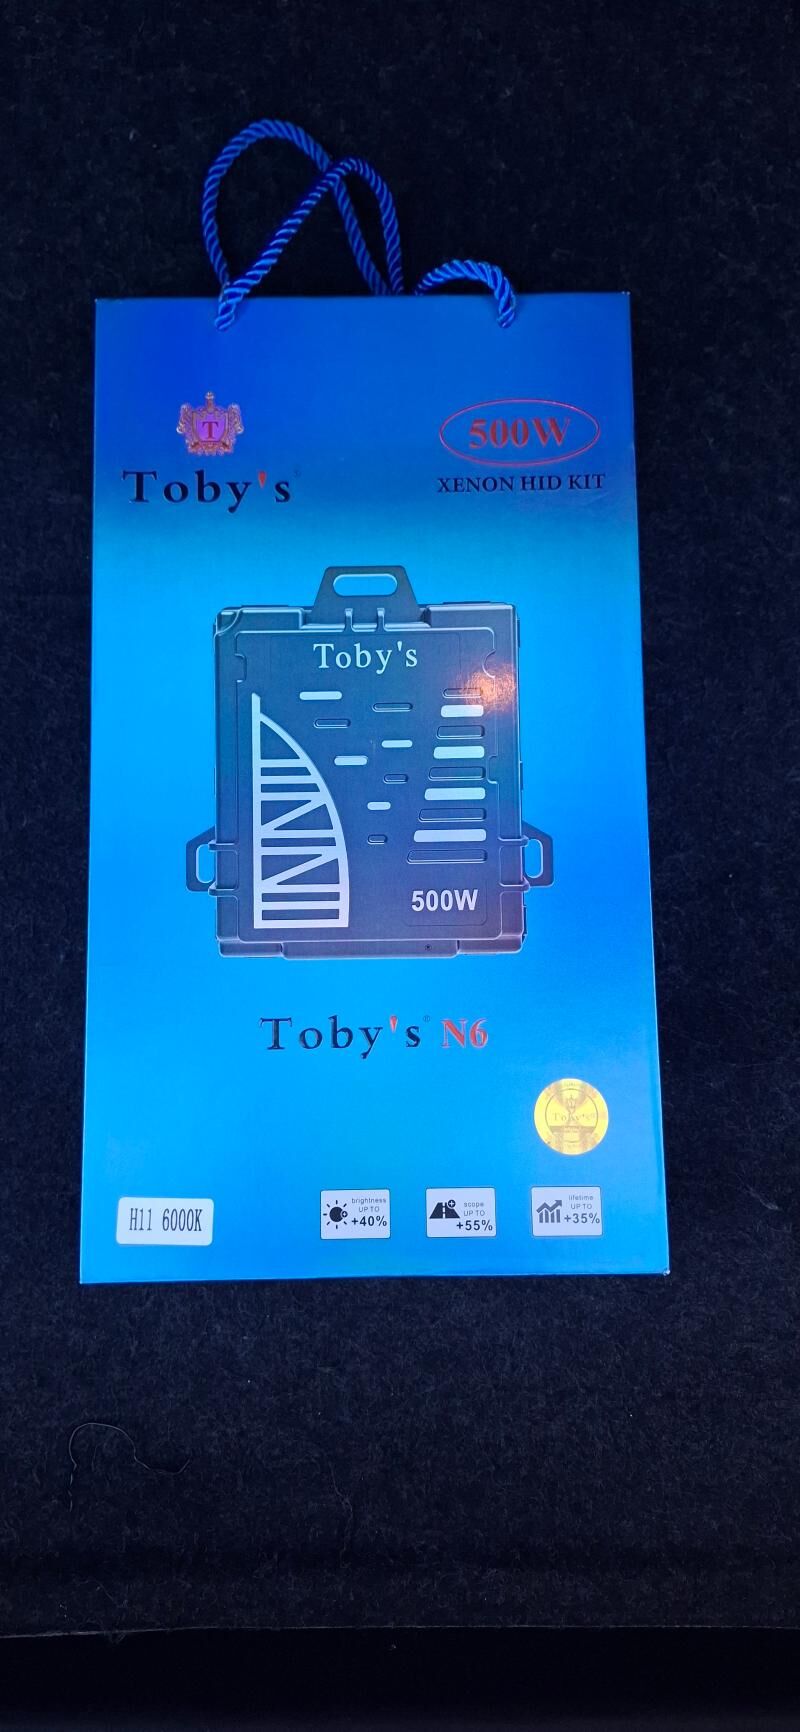 T
Toby's
500W
XENON HID KIT
Toby's
500W
Toby's® N6
Toby's
H11 6000K
brightness
UP TO
+40%
scope
UP TO
+55%
lifetime
UP TO
+35%